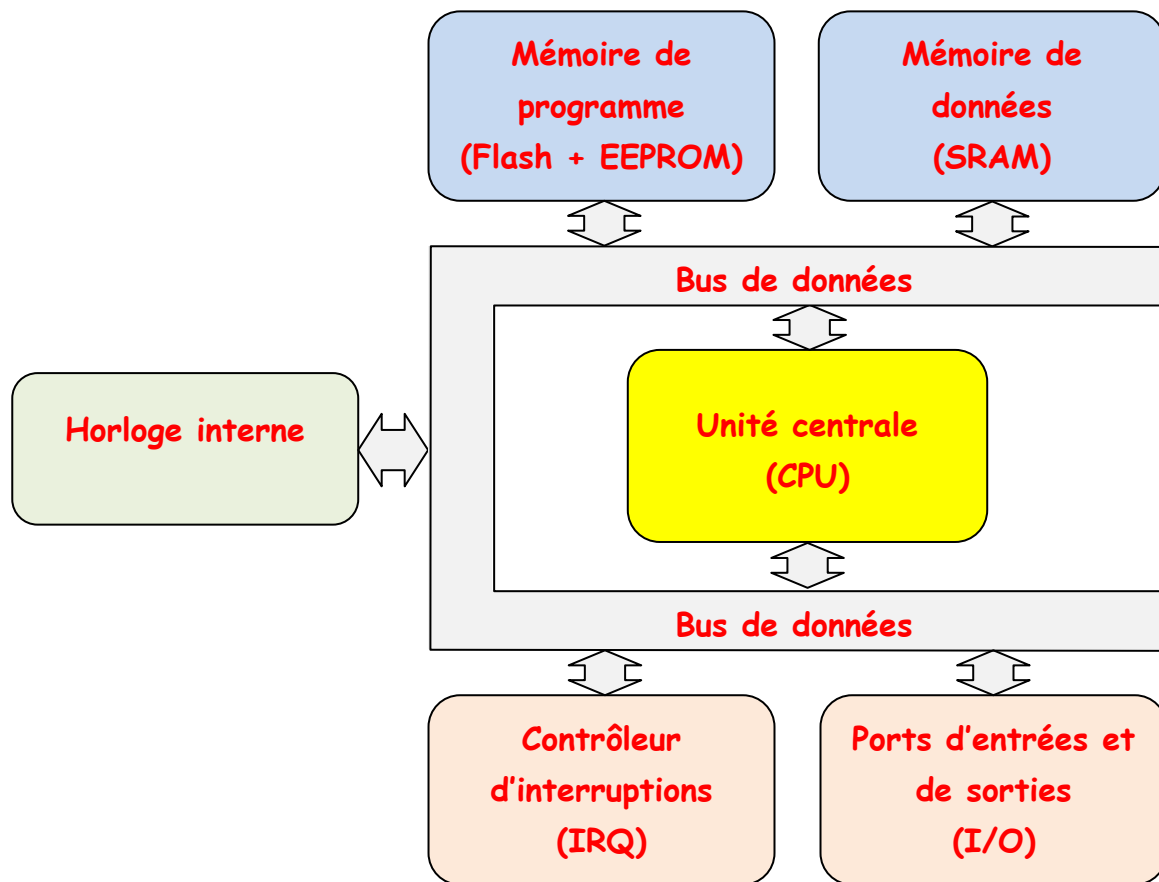 Mémoire de
programme
(Flash + EEPROM)
Mémoire de
données
(SRAM)
Bus de données
Horloge interne
Unité centrale
(CPU)
Bus de données
Contrôleur
d'interruptions
(IRQ)
Ports d'entrées et
de sorties
(I/O)